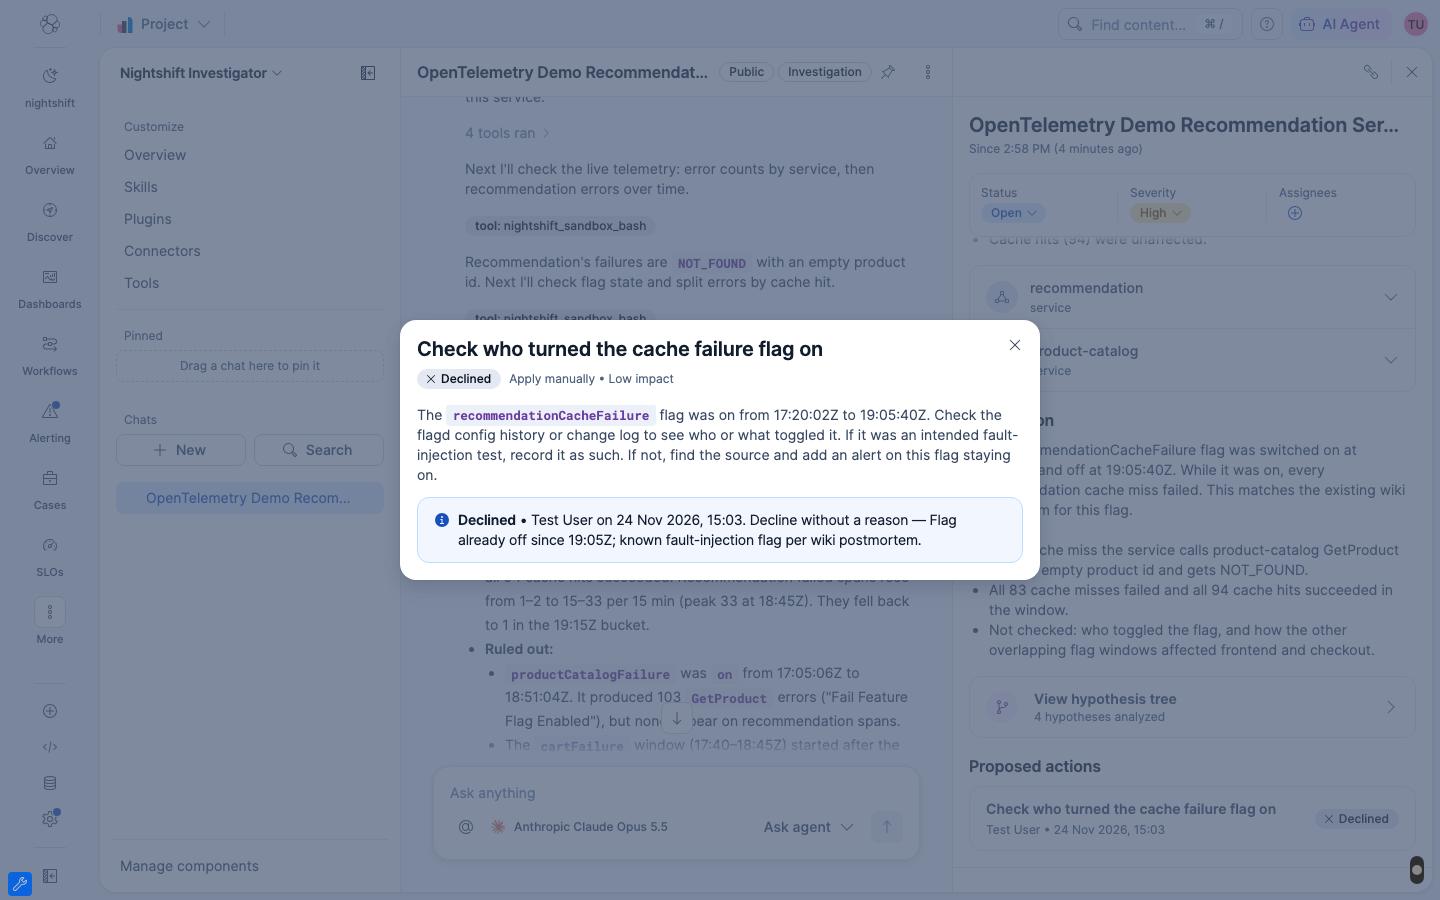 Project
Find content...
⌘ /
AI Agent
TU
nightshift
Overview
Discover
Dashboards
Workflows
Alerting
Cases
SLOs
More
Nightshift Investigator
Customize
Overview
Skills
Plugins
Connectors
Tools
Pinned
Drag a chat here to pin it
Chats
New
Search
OpenTelemetry Demo Recom...
Manage components
OpenTelemetry Demo Recommendat...
Public
Investigation
this service.
4 tools ran
Next I'll check the live telemetry: error counts by service, then
recommendation errors over time.
tool: nightshift_sandbox_bash
Recommendation's failures are NOT_FOUND with an empty product
id. Next I'll check flag state and split errors by cache hit.
tool: nightshift_sandbox_bash
Check who turned the cache failure flag on
Declined
Apply manually • Low impact
The recommendationCacheFailure flag was on from 17:20:02Z to 19:05:40Z. Check the
flagd config history or change log to see who or what toggled it. If it was an intended fault-
injection test, record it as such. If not, find the source and add an alert on this flag staying
on.
Declined • Test User on 24 Nov 2026, 15:03. Decline without a reason — Flag
already off since 19:05Z; known fault-injection flag per wiki postmortem.
from 1–2 to 15–33 per 15 min (peak 33 at 18:45Z). They fell back
to 1 in the 19:15Z bucket.
Ruled out:
productCatalogFailure was on from 17:05:06Z to
18:51:04Z. It produced 103 GetProduct errors ("Fail Feature
Flag Enabled"), but on recommendation spans.
The cartFailure window (17:40–18:45Z) started after the
Ask anything
Anthropic Claude Opus 5.5
Ask agent
OpenTelemetry Demo Recommendation Ser...
Since 2:58 PM (4 minutes ago)
Status
Severity
Assignees
Open
High
Cache hits (94) were unaffected.
recommendation
service
roduct-catalog
ervice
on
mendationCacheFailure flag was switched on at
and off at 19:05:40Z. While it was on, every
dation cache miss failed. This matches the existing wiki
m for this flag.
che miss the service calls product-catalog GetProduct
empty product id and gets NOT_FOUND.
All 83 cache misses failed and all 94 cache hits succeeded in
the window.
Not checked: who toggled the flag, and how the other
overlapping flag windows affected frontend and checkout.
View hypothesis tree
4 hypotheses analyzed
Proposed actions
Check who turned the cache failure flag on
Test User • 24 Nov 2026, 15:03
Declined